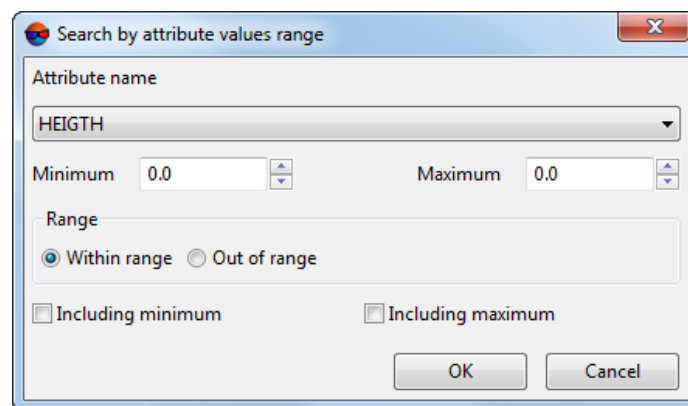 Search by attribute values range
Attribute name
HEIGTH
Minimum 0.0 Maximum 0.0
Range
Within range Out of range
Including minimum Including maximum
OK Cancel